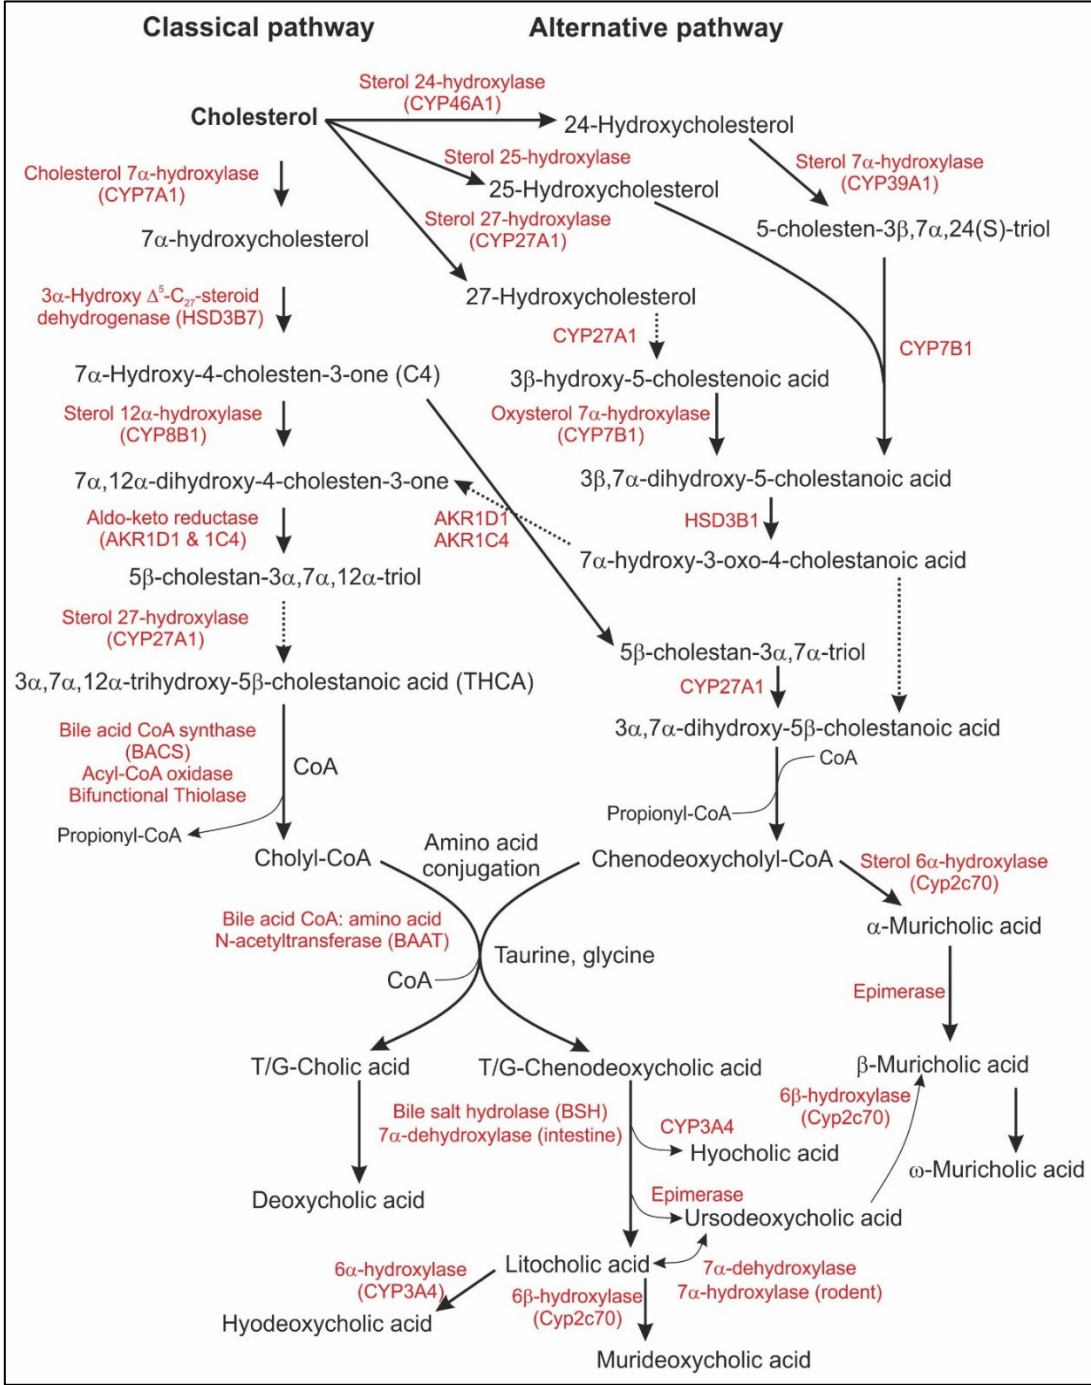 Classical pathway
Alternative pathway
Sterol 24-hydroxylase
(CYP46A1)
Cholesterol
24-Hydroxycholesterol
Sterol 25-hydroxylase
Sterol 7α-hydroxylase
(CYP39A1)
Cholesterol 7α-hydroxylase
(CYP7A1)
25-Hydroxycholesterol
Sterol 27-hydroxylase
(CYP27A1)
5-cholesten-3β,7α,24(S)-triol
7α-hydroxycholesterol
27-Hydroxycholesterol
3α-Hydroxy Δ⁵-C₂₇-steroid
dehydrogenase (HSD3B7)
CYP27A1
CYP7B1
7α-Hydroxy-4-cholesten-3-one (C4)
3β-hydroxy-5-cholestenoic acid
Sterol 12α-hydroxylase
(CYP8B1)
Oxysterol 7α-hydroxylase
(CYP7B1)
7α,12α-dihydroxy-4-cholesten-3-one
3β,7α-dihydroxy-5-cholestanoic acid
Aldo-keto reductase
(AKR1D1 & 1C4)
AKR1D1
AKR1C4
HSD3B1
7α-hydroxy-3-oxo-4-cholestanoic acid
5β-cholestan-3α,7α,12α-triol
Sterol 27-hydroxylase
(CYP27A1)
5β-cholestan-3α,7α-triol
3α,7α,12α-trihydroxy-5β-cholestanoic acid (THCA)
CYP27A1
3α,7α-dihydroxy-5β-cholestanoic acid
Bile acid CoA synthase
(BACS)
Acyl-CoA oxidase
Bifunctional Thiolase
CoA
CoA
Propionyl-CoA
Propionyl-CoA
Cholyl-CoA
Amino acid
conjugation
Chenodeoxycholyl-CoA
Sterol 6α-hydroxylase
(Cyp2c70)
Bile acid CoA: amino acid
N-acetyltransferase (BAAT)
α-Muricholic acid
CoA
Taurine, glycine
Epimerase
T/G-Cholic acid
T/G-Chenodeoxycholic acid
β-Muricholic acid
Bile salt hydrolase (BSH)
7α-dehydroxylase (intestine)
CYP3A4
Hyocholic acid
6β-hydroxylase
(Cyp2c70)
ω-Muricholic acid
Deoxycholic acid
Epimerase
Ursodeoxycholic acid
Litocholic acid
7α-dehydroxylase
7α-hydroxylase (rodent)
6α-hydroxylase
(CYP3A4)
6β-hydroxylase
(Cyp2c70)
Hyodeoxycholic acid
Murideoxycholic acid